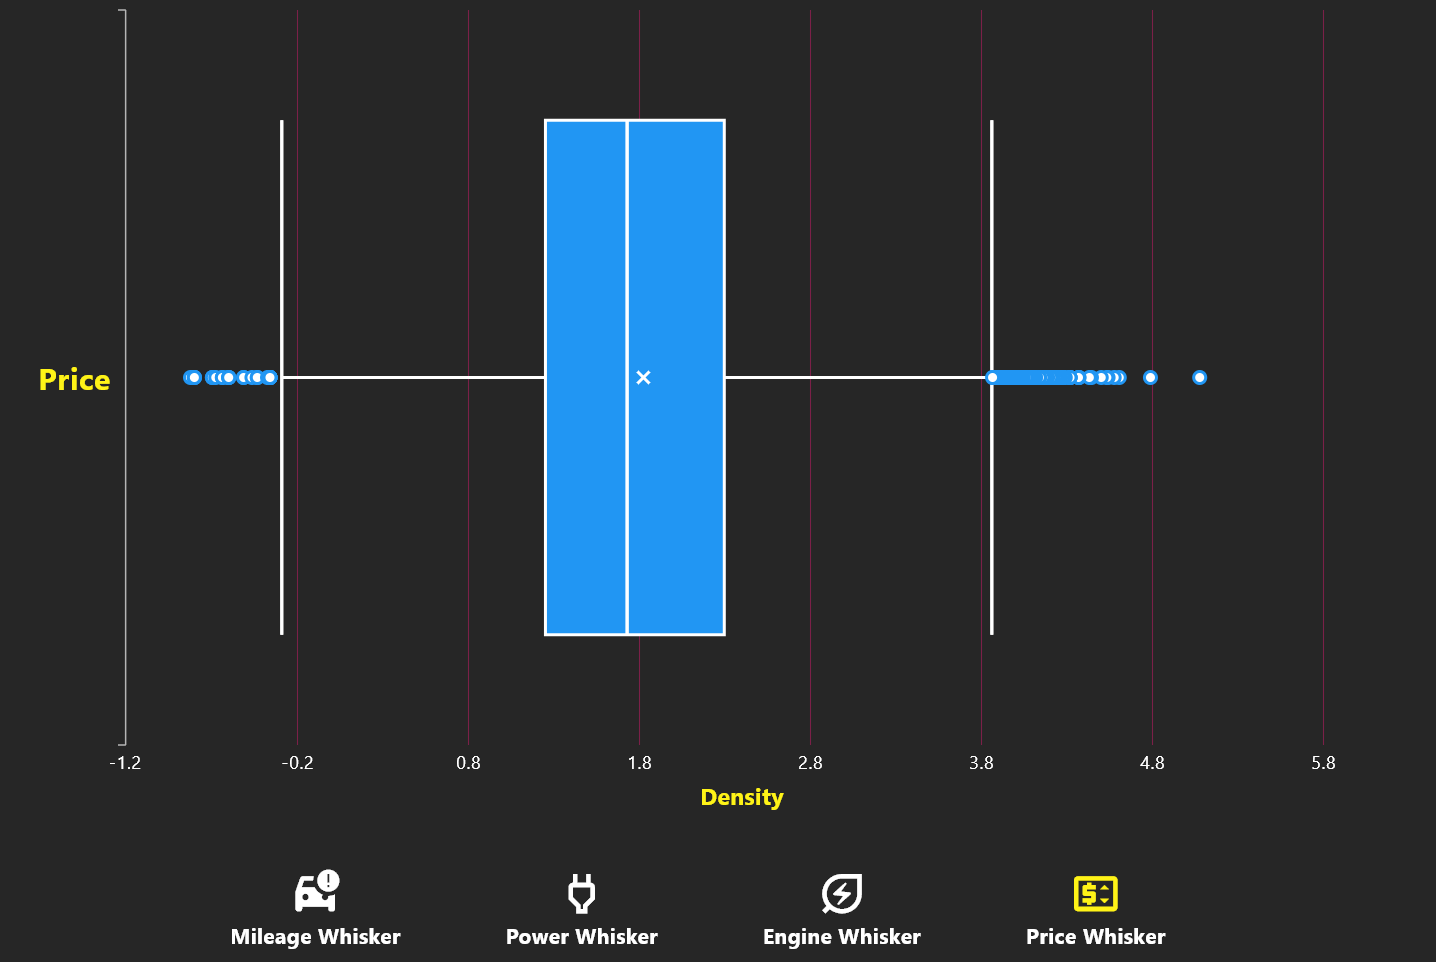 Price
-1.2 -0.2 0.8 1.8 2.8 3.8 4.8 5.8
Density
Mileage Whisker Power Whisker Engine Whisker Price Whisker